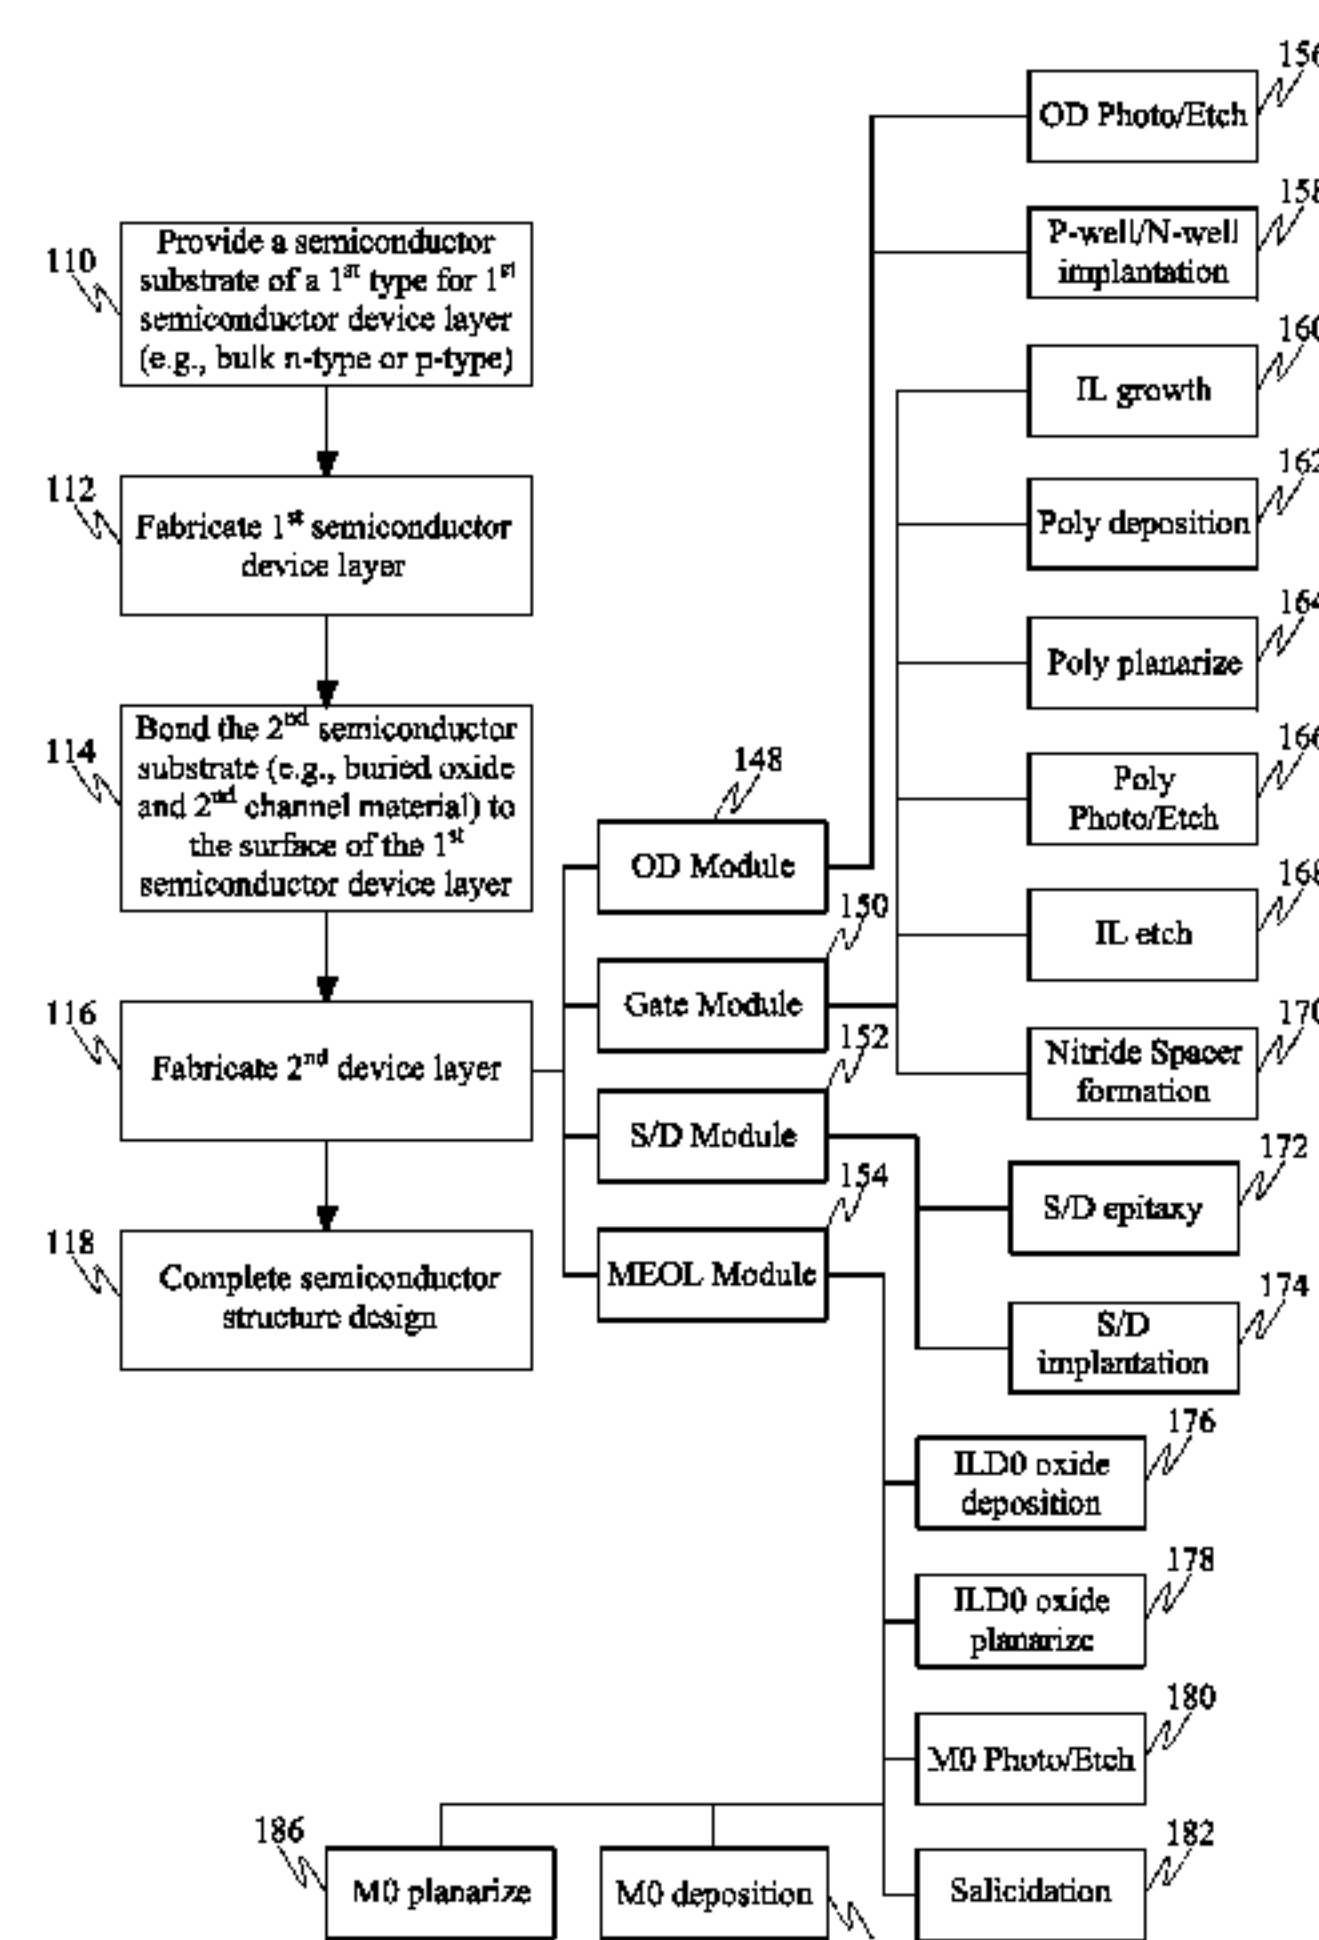 110
Provide a semiconductor
substrate of a 1st type for 1st
semiconductor device layer
(e.g., bulk n-type or p-type)
112
Fabricate 1st semiconductor
device layer
114
Bond the 2nd semiconductor
substrate (e.g., buried oxide
and 2nd channel material) to
the surface of the 1st
semiconductor device layer
116
Fabricate 2nd device layer
118
Complete semiconductor
structure design
148
OD Module
150
Gate Module
152
S/D Module
154
MEOL Module
156
OD Photo/Etch
158
P-well/N-well
implantation
160
IL growth
162
Poly deposition
164
Poly planarize
166
Poly
Photo/Etch
168
IL etch
170
Nitride Spacer
formation
172
S/D epitaxy
174
S/D
implantation
176
ILD0 oxide
deposition
178
ILD0 oxide
planarize
180
M0 Photo/Etch
182
Salicidation
M0 deposition
186
M0 planarize